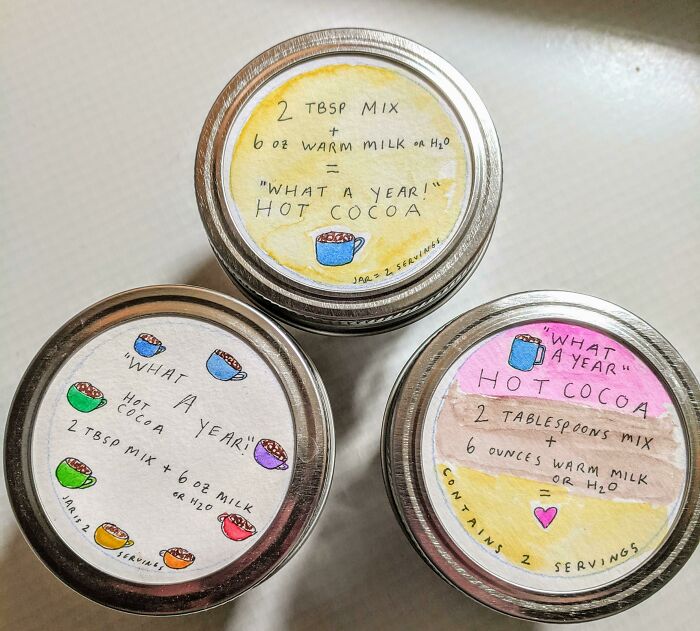 2 TBSP MIX
+
6 OZ WARM MILK OR H2O
=
"WHAT A YEAR!"
HOT COCOA
JAR = 2 SERVINGS
"WHAT
A
YEAR!"
HOT
COCOA
2 TBSP MIX + 6 OZ MILK
OR H2O
JAR IS 2
SERVINGS
"WHAT
A YEAR"
HOT COCOA
2 TABLESPOONS MIX
+
6 OUNCES WARM MILK
OR H2O
=
CONTAINS 2 SERVINGS